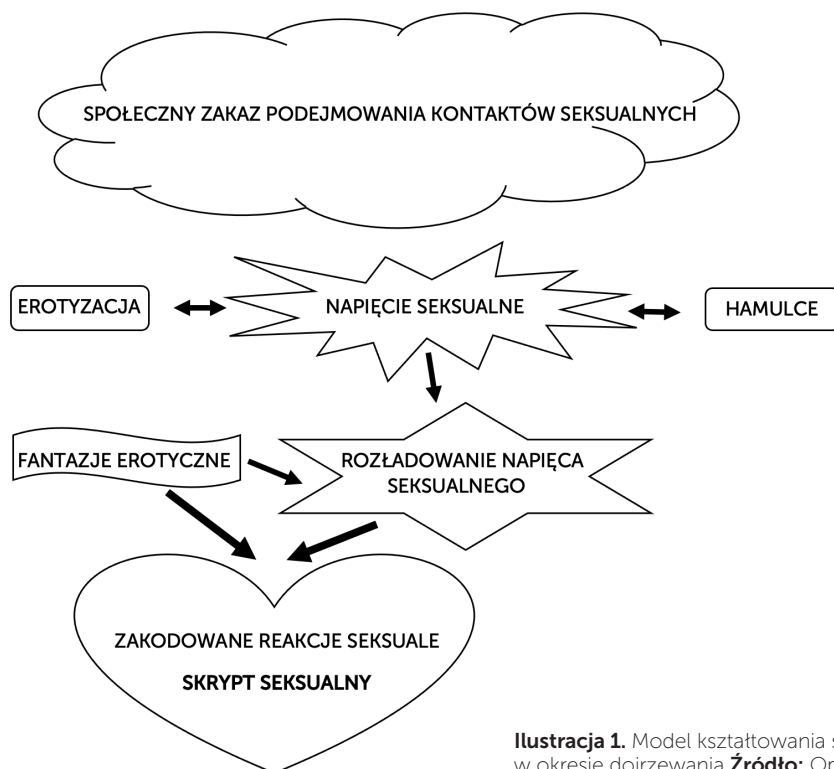 SPOŁECZNY ZAKAZ PODEJMOWANIA KONTAKTÓW SEKSUALNYCH
EROTYZACJA
NAPIĘCIE SEKSUALNE
HAMULCE
FANTAZJE EROTYCZNE
ROZŁADOWANIE NAPIĘCA
SEKSUALNEGO
ZAKODOWANE REAKCJE SEKSUALE
SKRYPT SEKSUALNY
Ilustracja 1. Model kształtowania
w okresie dojrzewania Źródło: